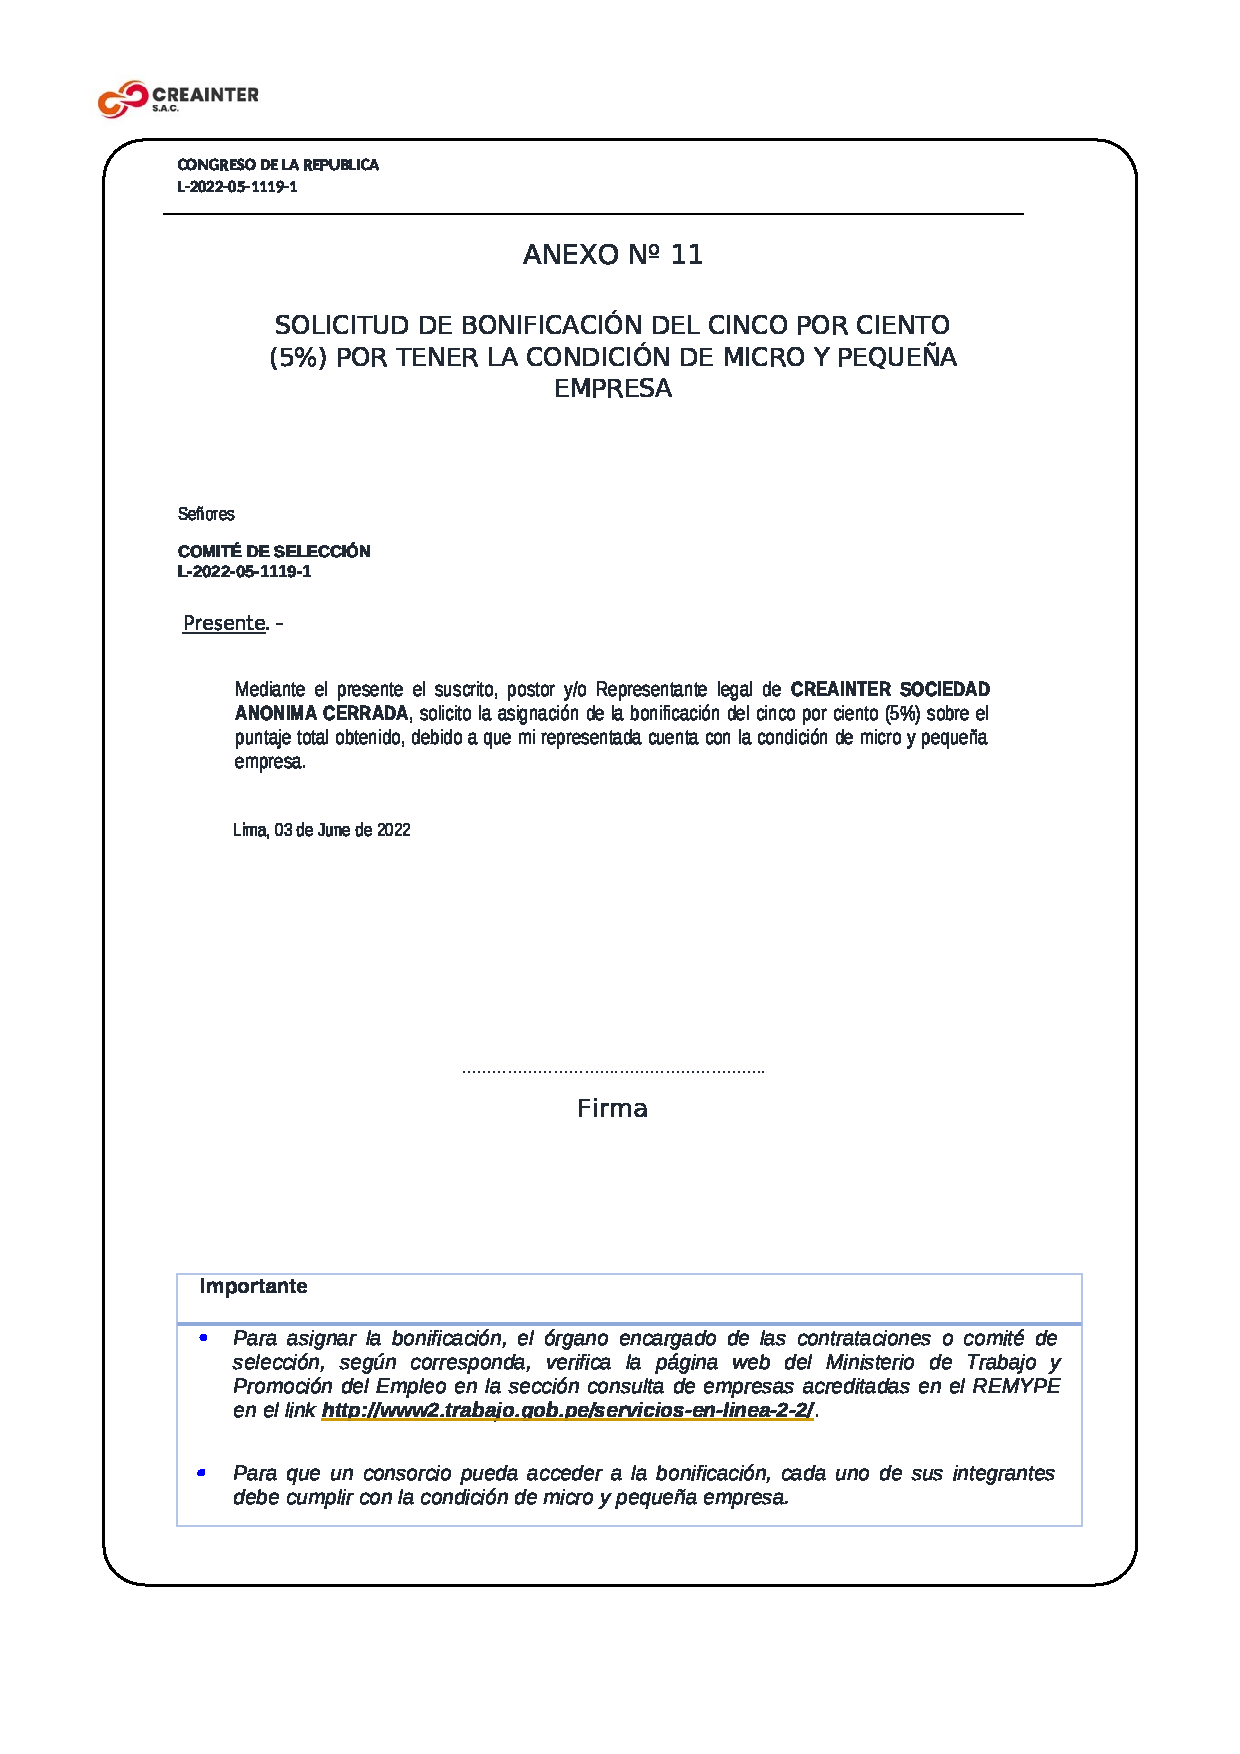 CREAINTER
S.A.C.
CONGRESO DE LA REPUBLICA
L-2022-05-1119-1
ANEXO Nº 11
SOLICITUD DE BONIFICACIÓN DEL CINCO POR CIENTO
(5%) POR TENER LA CONDICIÓN DE MICRO Y PEQUEÑA
EMPRESA
Señores
COMITÉ DE SELECCIÓN
L-2022-05-1119-1
Presente. -
Mediante el presente el suscrito, postor y/o Representante legal de CREAINTER SOCIEDAD
ANONIMA CERRADA, solicito la asignación de la bonificación del cinco por ciento (5%) sobre el
puntaje total obtenido, debido a que mi representada cuenta con la condición de micro y pequeña
empresa.
Lima, 03 de June de 2022
............................................................
Firma
Importante
• Para asignar la bonificación, el órgano encargado de las contrataciones o comité de
selección, según corresponda, verifica la página web del Ministerio de Trabajo y
Promoción del Empleo en la sección consulta de empresas acreditadas en el REMYPE
en el link http://www2.trabajo.gob.pe/servicios-en-linea-2-2/.
• Para que un consorcio pueda acceder a la bonificación, cada uno de sus integrantes
debe cumplir con la condición de micro y pequeña empresa.